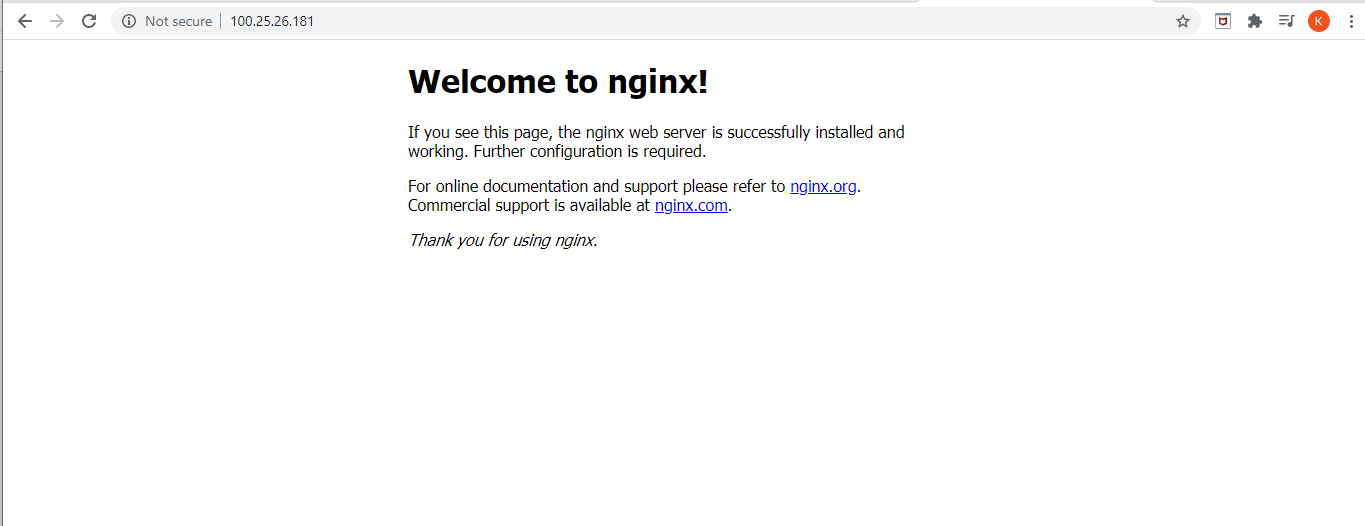 Not secure | 100.25.26.181
K
Welcome to nginx!
If you see this page, the nginx web server is successfully installed and
working. Further configuration is required.
For online documentation and support please refer to nginx.org.
Commercial support is available at nginx.com.
Thank you for using nginx.